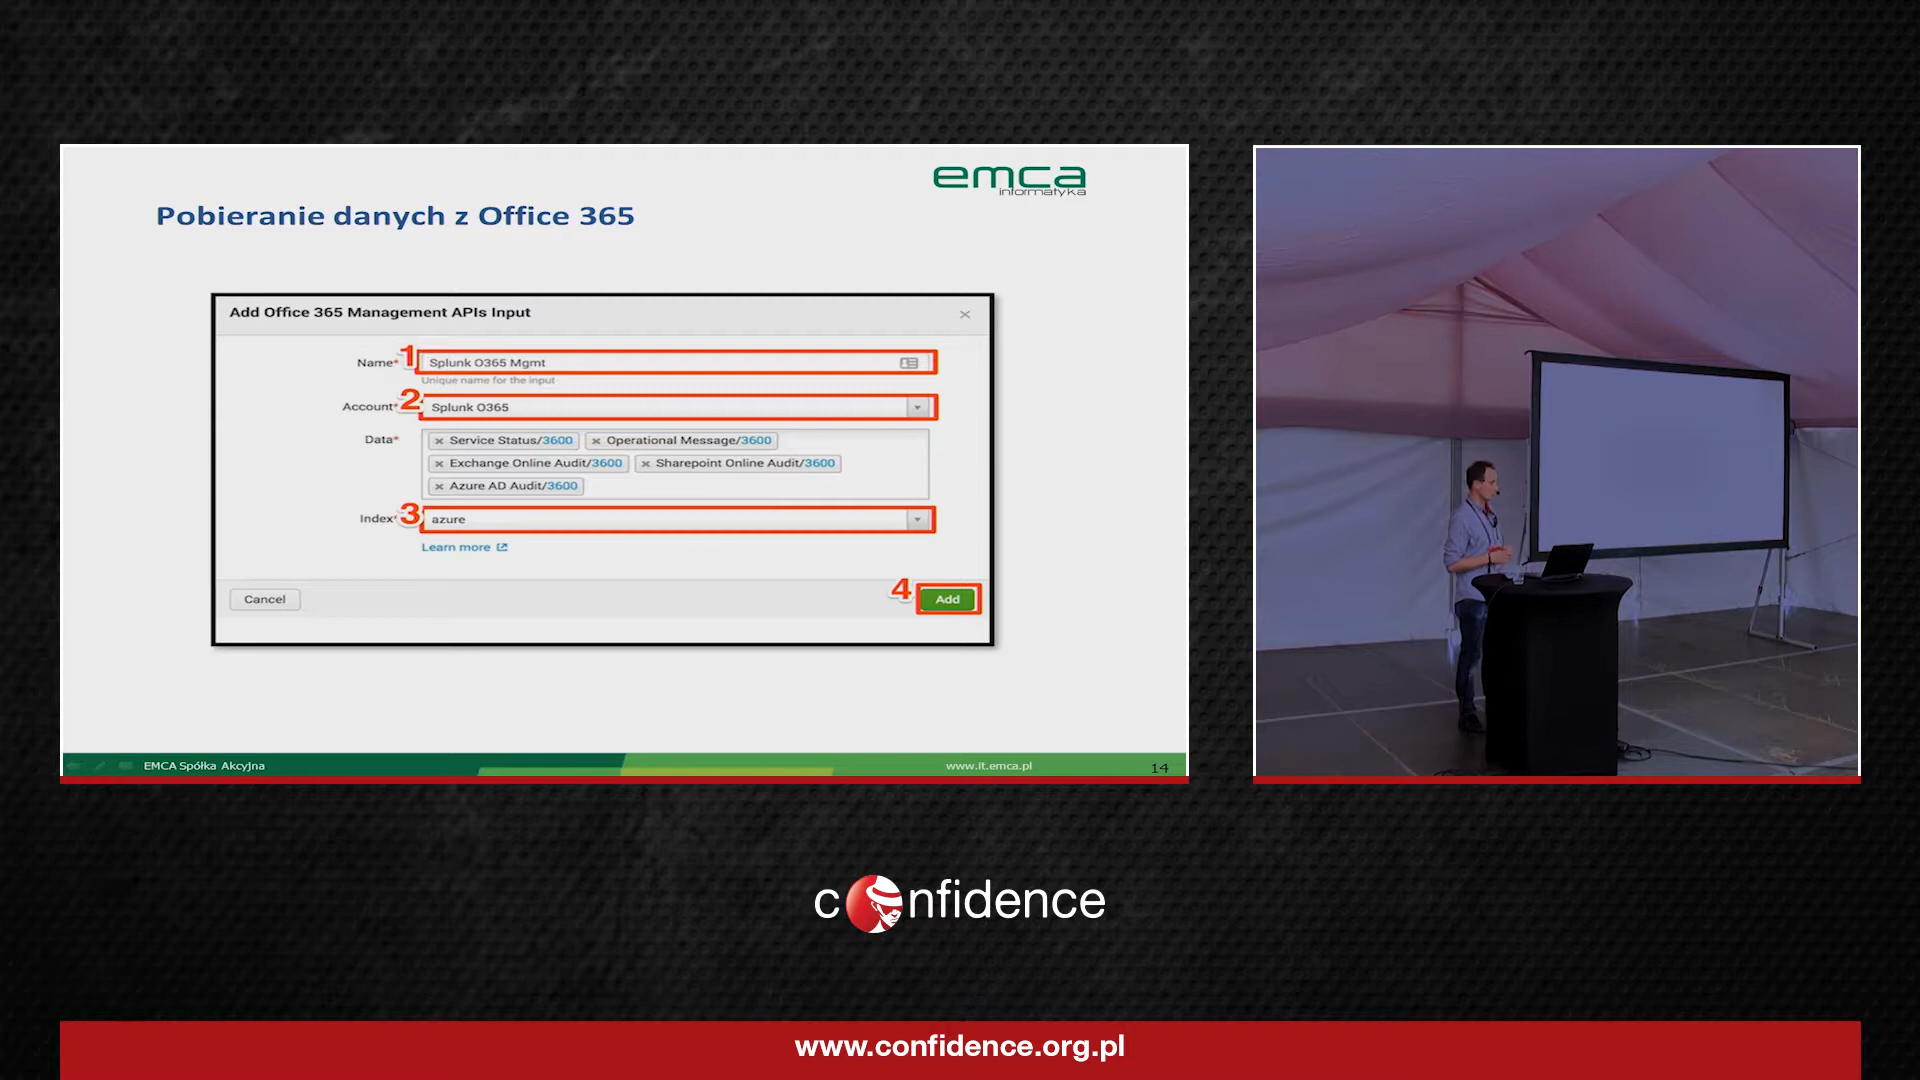 emca
informatyka
Pobieranie danych z Office 365
Add Office 365 Management APIs Input
Name* 1 Splunk O365 Mgmt
Unique name for the input
Account* 2 Splunk O365
Data* × Service Status/3600 × Operational Message/3600
× Exchange Online Audit/3600 × Sharepoint Online Audit/3600
× Azure AD Audit/3600
Index* 3 azure
Learn more
Cancel 4 Add
EMCA Spółka Akcyjna www.it.emca.pl 14
confidence
www.confidence.org.pl